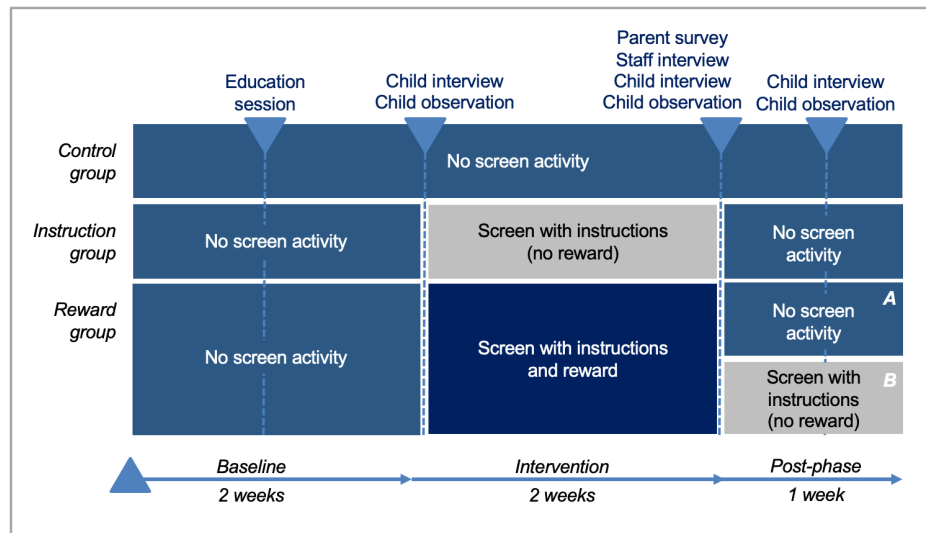 Parent survey
Staff interview
Education
session
Child interview
Child observation
Child interview
Child observation
Child interview
Child observation
Control
group
No screen activity
Instruction
group
No screen activity
Screen with instructions
(no reward)
No screen
activity
Reward
group
No screen activity
Screen with instructions
and reward
A
No screen
activity
B
Screen with
instructions
(no reward)
Baseline
2 weeks
Intervention
2 weeks
Post-phase
1 week